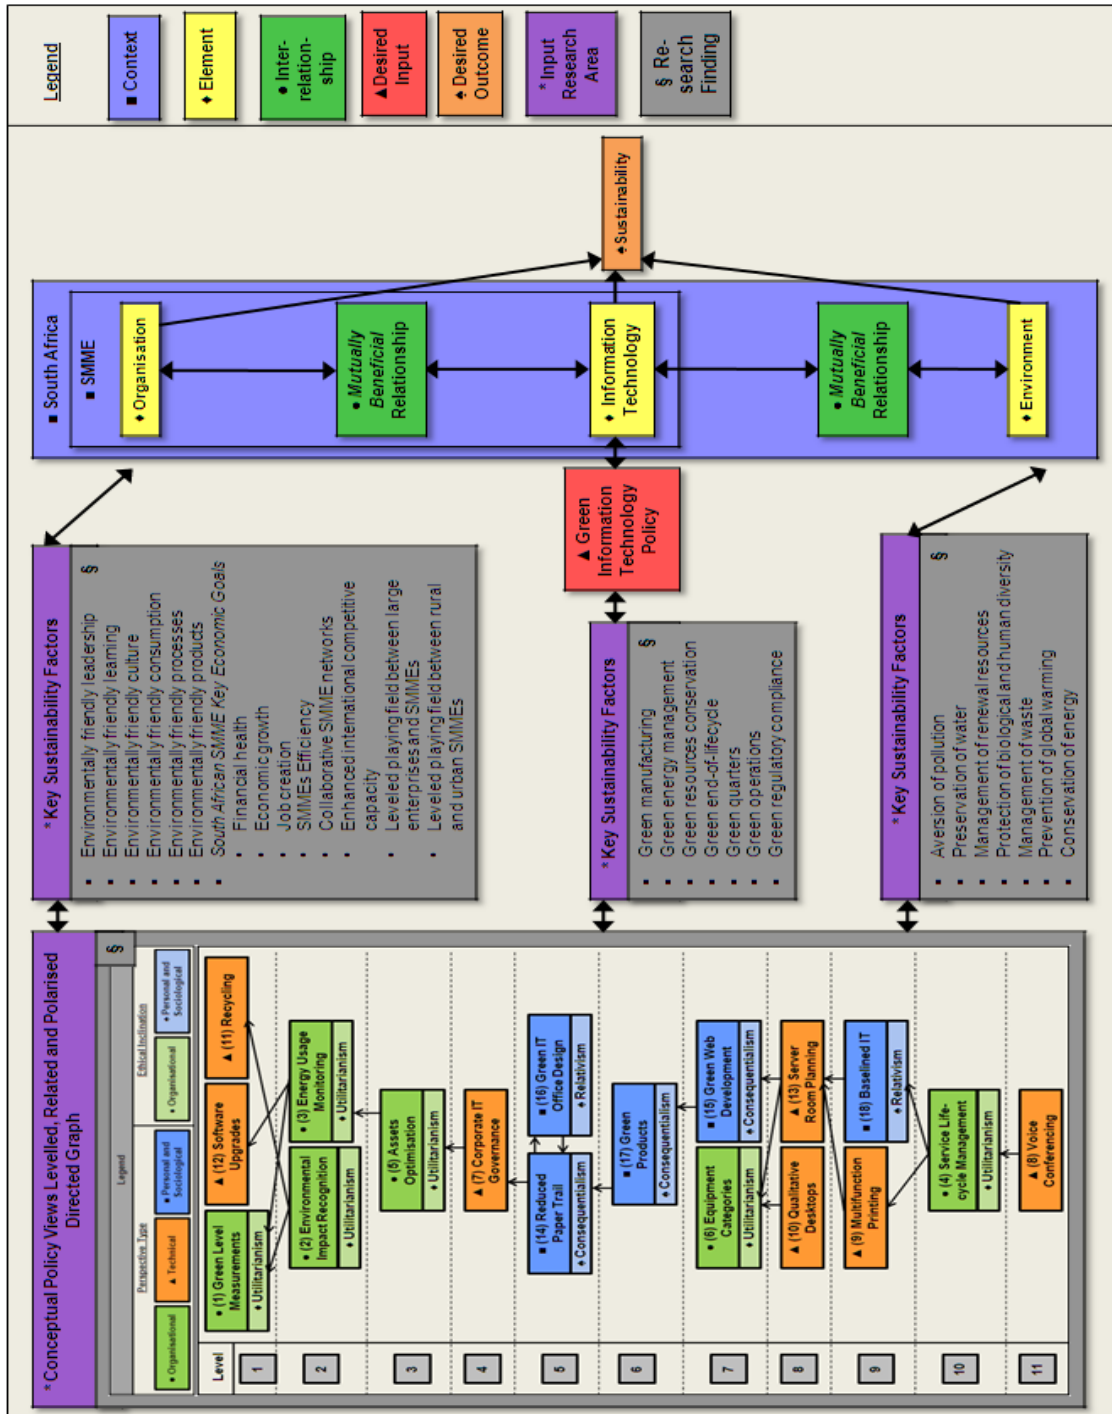 Legend
■ Context
♦ Element
● Inter-
relation-
ship
▲Desired
Input
♠ Desired
Outcome
* Input
Research
Area
§ Re-
search
Finding
♠Sustainability
■ South Africa
■ SMME
♦ Organisation
● Mutually
Beneficial
Relationship
♦ Information
Technology
● Mutually
Beneficial
Relationship
♦ Environment
▲ Green
Information
Technology
Policy
* Key Sustainability Factors
§
▪ Environmentally friendly leadership
▪ Environmentally friendly learning
▪ Environmentally friendly culture
▪ Environmentally friendly consumption
▪ Environmentally friendly processes
▪ Environmentally friendly products
▪ South African SMME Key Economic Goals
▪ Financial health
▪ Economic growth
▪ Job creation
▪ SMMEs Efficiency
▪ Collaborative SMME networks
▪ Enhanced international competitive
capacity
▪ Leveled playing field between large
enterprises and SMMEs
▪ Leveled playing field between rural
and urban SMMEs
* Key Sustainability Factors
§
▪ Green manufacturing
▪ Green energy management
▪ Green resources conservation
▪ Green end-of-lifecycle
▪ Green quarters
▪ Green operations
▪ Green regulatory compliance
* Key Sustainability Factors
§
▪ Aversion of pollution
▪ Preservation of water
▪ Management of renewal resources
▪ Protection of biological and human diversity
▪ Management of waste
▪ Prevention of global warming
▪ Conservation of energy
* Conceptual Policy Views Levelled, Related and Polarised
Directed Graph
§
Legend
Perspective Type
● Organisational
▲ Technical
■ Personal and
Sociological
Ethical Inclination
♦ Organisational
♠ Personal and
Sociological
Level
1
● (1) Green Level
Measurements
♦ Utilitarianism
▲ (12) Software
Upgrades
▲ (11) Recycling
2
● (2) Environmental
Impact Recognition
♦ Utilitarianism
● (3) Energy Usage
Monitoring
♦ Utilitarianism
3
● (5) Assets
Optimisation
♦ Utilitarianism
4
▲ (7) Corporate IT
Governance
5
■ (14) Reduced
Paper Trail
♠ Consequentialism
■ (16) Green IT
Office Design
♠ Relativism
6
■ (17) Green
Products
♠ Consequentialism
7
● (6) Equipment
Categories
♦ Utilitarianism
■ (15) Green Web
Development
♠ Consequentialism
8
▲ (10) Qualitative
Desktops
▲ (13) Server
Room Planning
9
▲ (9) Multifunction
Printing
■ (18) Baselined IT
♠ Relativism
10
● (4) Service Life-
cycle Management
♦ Utilitarianism
11
▲ (8) Voice
Conferencing